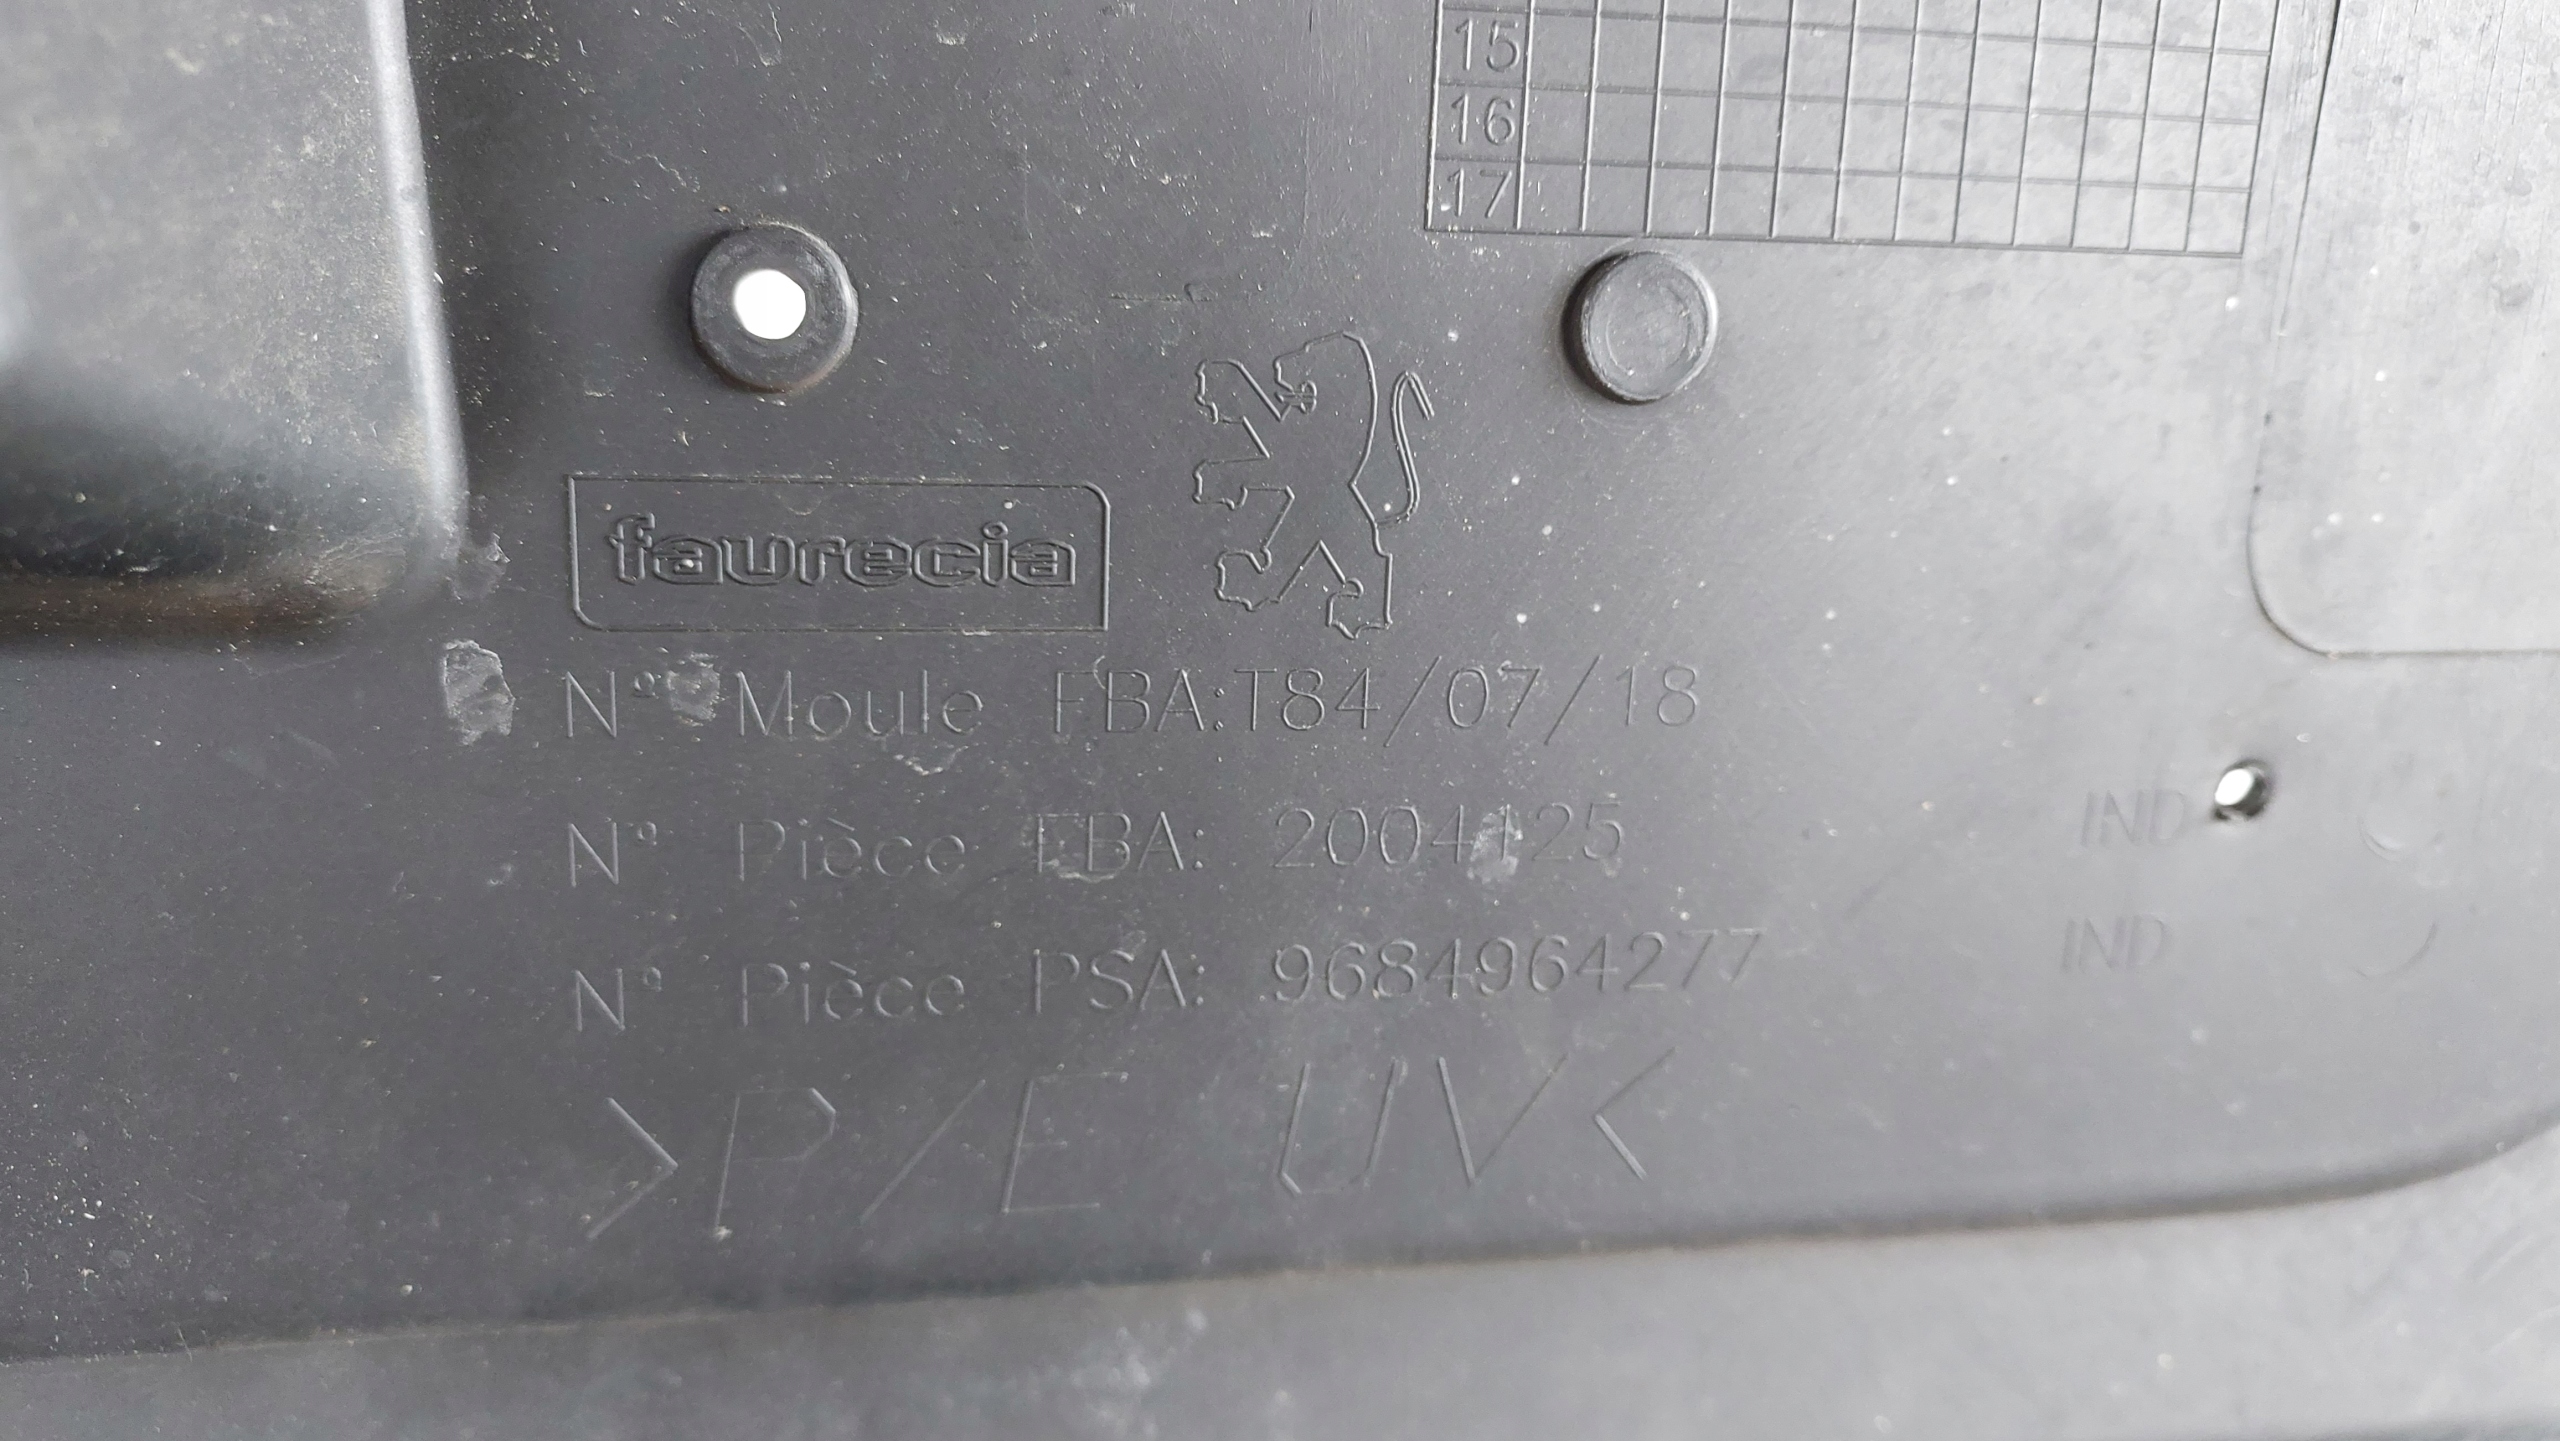 15
16
17
faurecia
N° Moule FBA:T84/07/18
N° Pièce FBA: 2004125
IND
N° Pièce PSA: 9684964277
IND
>P/E UV<